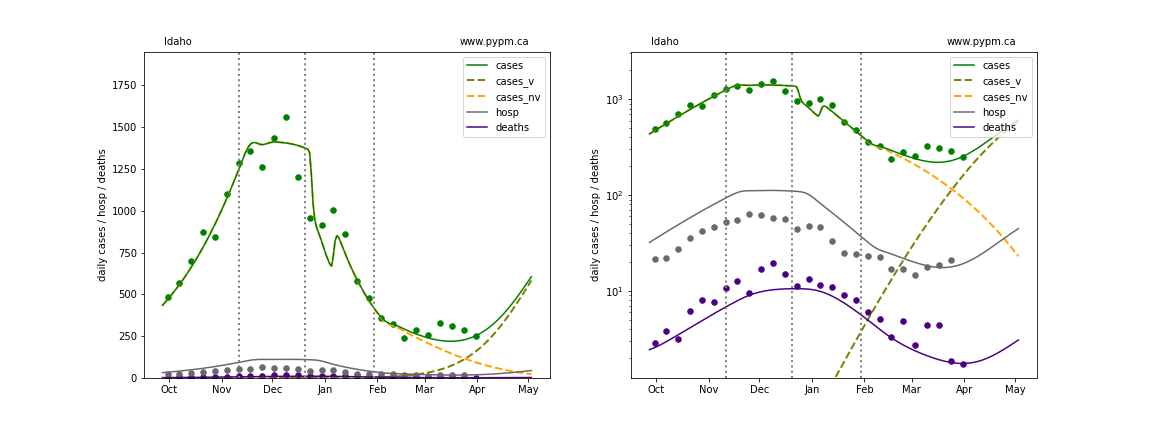 Idaho
www.pypm.ca
daily cases / hosp / deaths
1750
1500
1250
1000
750
500
250
0
cases
cases_v
cases_nv
hosp
deaths
Oct Nov Dec Jan Feb Mar Apr May
Idaho
www.pypm.ca
daily cases / hosp / deaths
10³
10²
10¹
cases
cases_v
cases_nv
hosp
deaths
Oct Nov Dec Jan Feb Mar Apr May